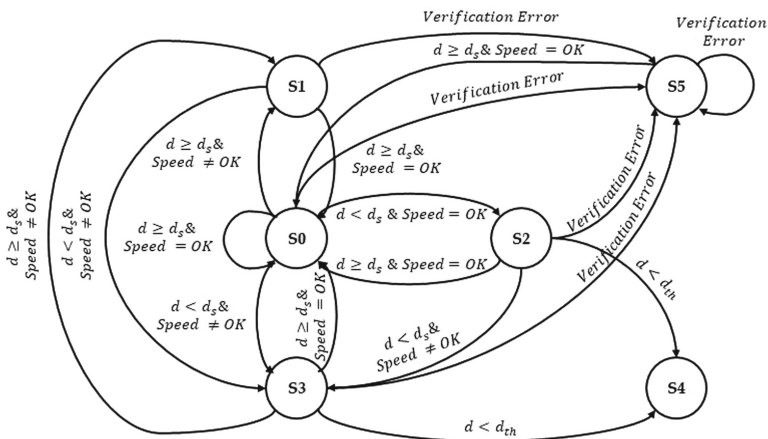 Verification Error
Verification
Error
d ≥ d_s& Speed = OK
S1
S5
Verification Error
d ≥ d_s&
Speed ≠ OK
d ≥ d_s&
Speed = OK
d ≥ d_s&
Speed ≠ OK
d < d_s&
Speed ≠ OK
d ≥ d_s&
Speed = OK
S0
d < d_s & Speed = OK
S2
Verification Error
Verification Error
d ≥ d_s & Speed = OK
d < d_th
d < d_s&
Speed ≠ OK
d ≥ d_s&
Speed = OK
d < d_s&
Speed ≠ OK
S3
S4
d < d_th